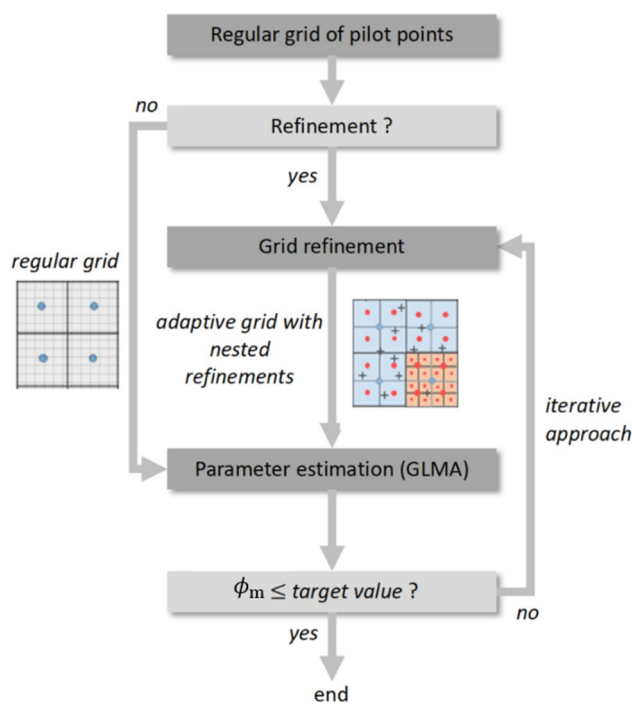 Regular grid of pilot points
no
Refinement ?
yes
Grid refinement
regular grid
adaptive grid with
nested
refinements
iterative
approach
Parameter estimation (GLMA)
ϕm ≤ target value ?
no
yes
end